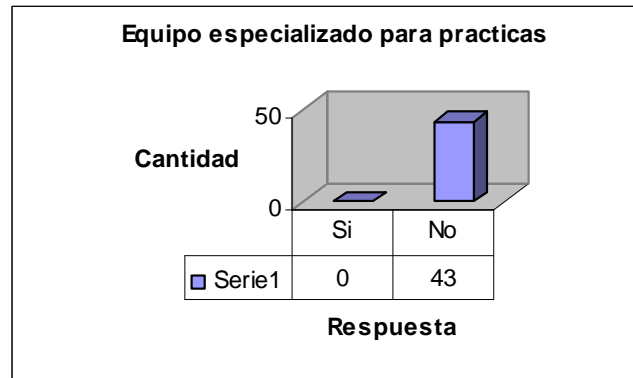 Equipo especializado para practicas
50
Cantidad
0
Si No
Serie1 0 43
Respuesta